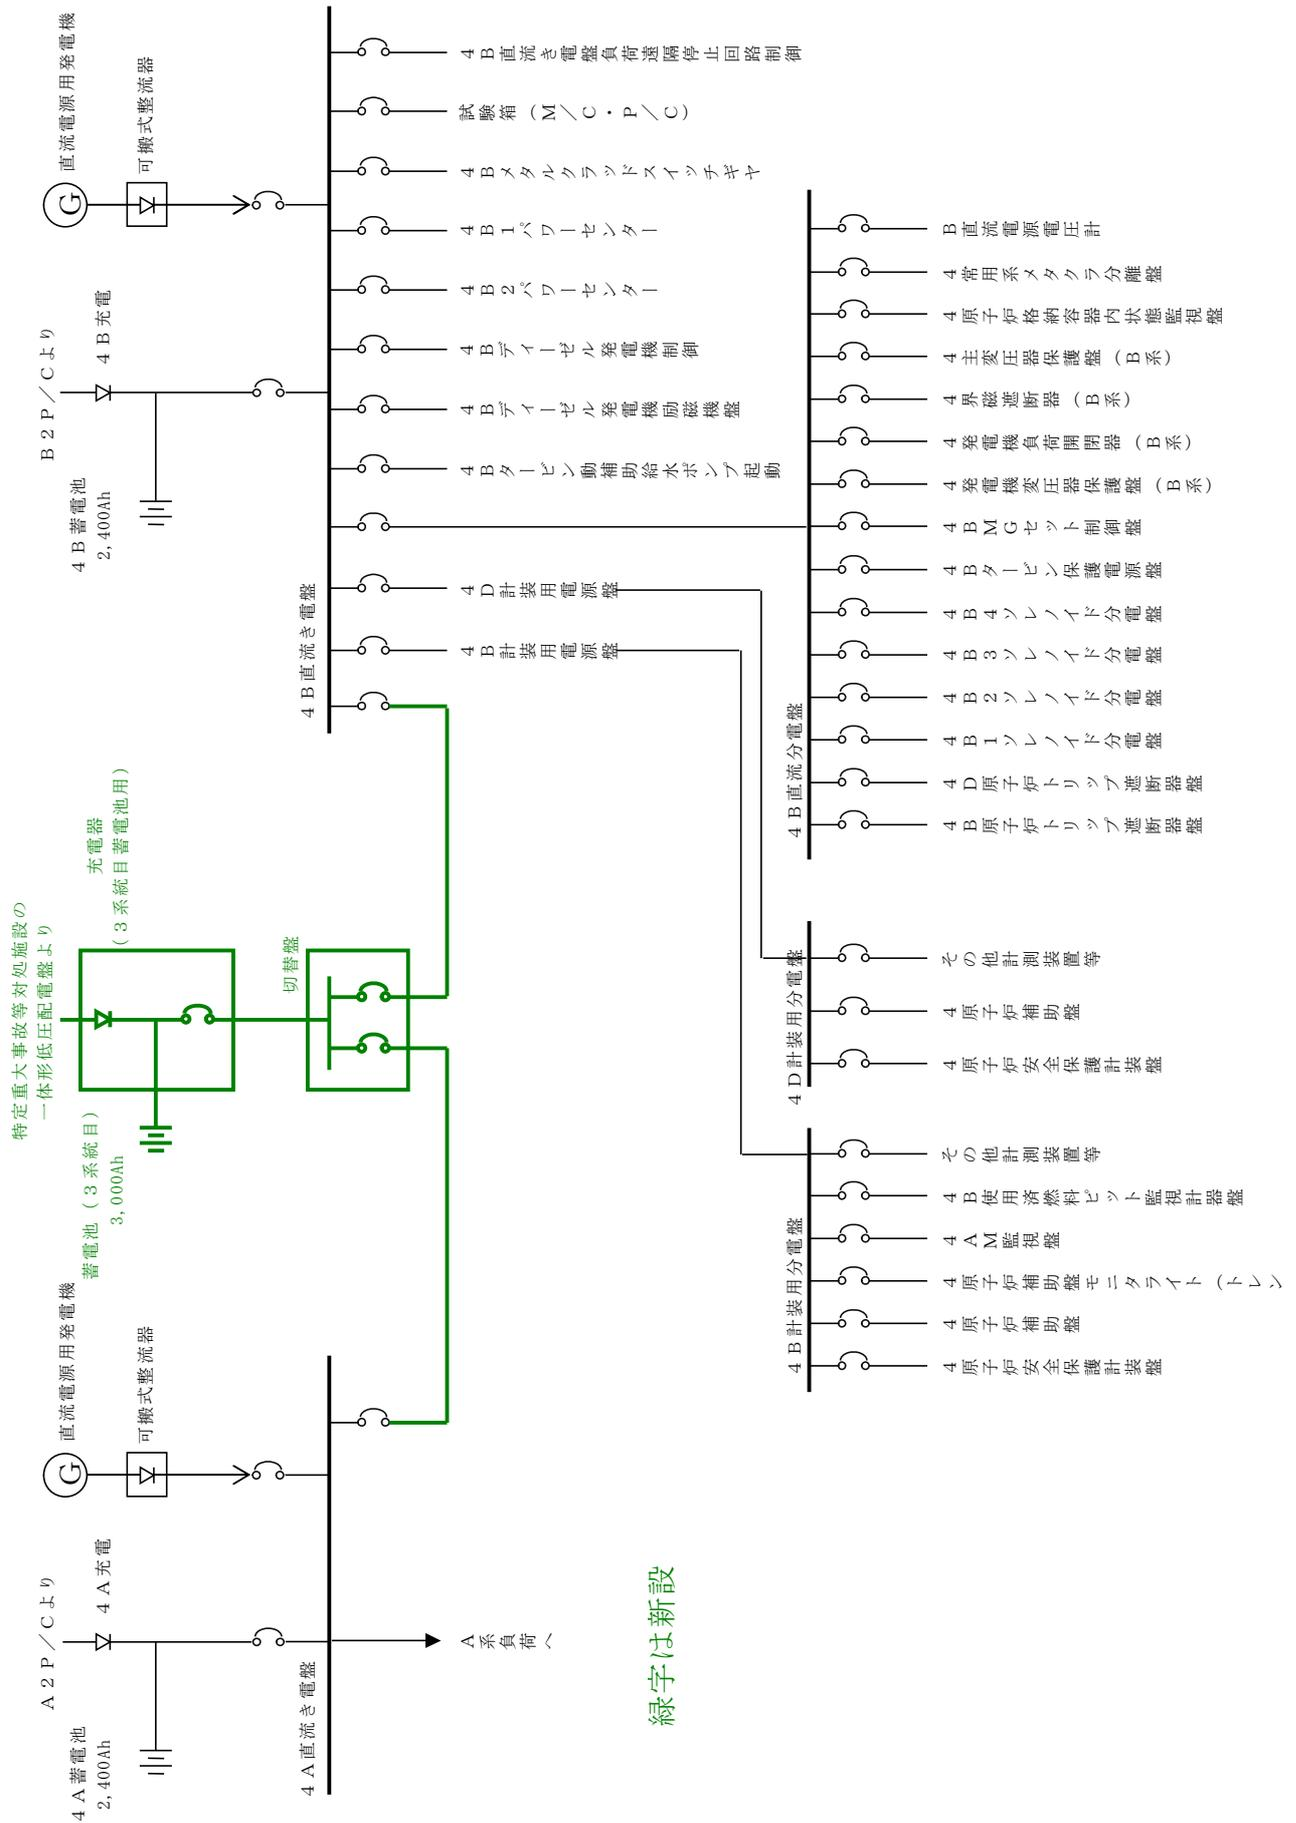 A2P/Cより
4A充電
4A蓄電池
2,400Ah
直流電源用発電機
可搬式整流器
4A直流き電盤
A系負荷へ
特定重大事故等対処施設の
一体形低圧配電盤より
充電器
(3系統目蓄電池用)
蓄電池(3系統目)
3,000Ah
切替盤
B2P/Cより
4B充電
4B蓄電池
2,400Ah
直流電源用発電機
可搬式整流器
4B直流き電盤
4B計装用電源盤
4D計装用電源盤
4Bタービン動補助給水ポンプ起動
4Bディーゼル発電機励磁機盤
4Bディーゼル発電機制御
4B2パワーセンター
4B1パワーセンター
4Bメタルクラッドスイッチギヤ
試験箱(M/C・P/C)
4B直流き電盤負荷遠隔停止回路制御
4B計装用分電盤
4原子炉安全保護計装盤
4原子炉補助盤
4原子炉補助盤モニタライト(トレン
4AM監視盤
4B使用済燃料ピット監視計器盤
その他計測装置等
4D計装用分電盤
4原子炉安全保護計装盤
4原子炉補助盤
その他計測装置等
4B直流分電盤
4B原子炉トリップ遮断器盤
4D原子炉トリップ遮断器盤
4B1ソレノイド分電盤
4B2ソレノイド分電盤
4B3ソレノイド分電盤
4B4ソレノイド分電盤
4Bタービン保護電源盤
4BMGセット制御盤
4発電機変圧器保護盤(B系)
4発電機負荷開閉器(B系)
4界磁遮断器(B系)
4主変圧器保護盤(B系)
4原子炉格納容器内状態監視盤
4常用系メタクラ分離盤
B直流電源電圧計
緑字は新設
G
G